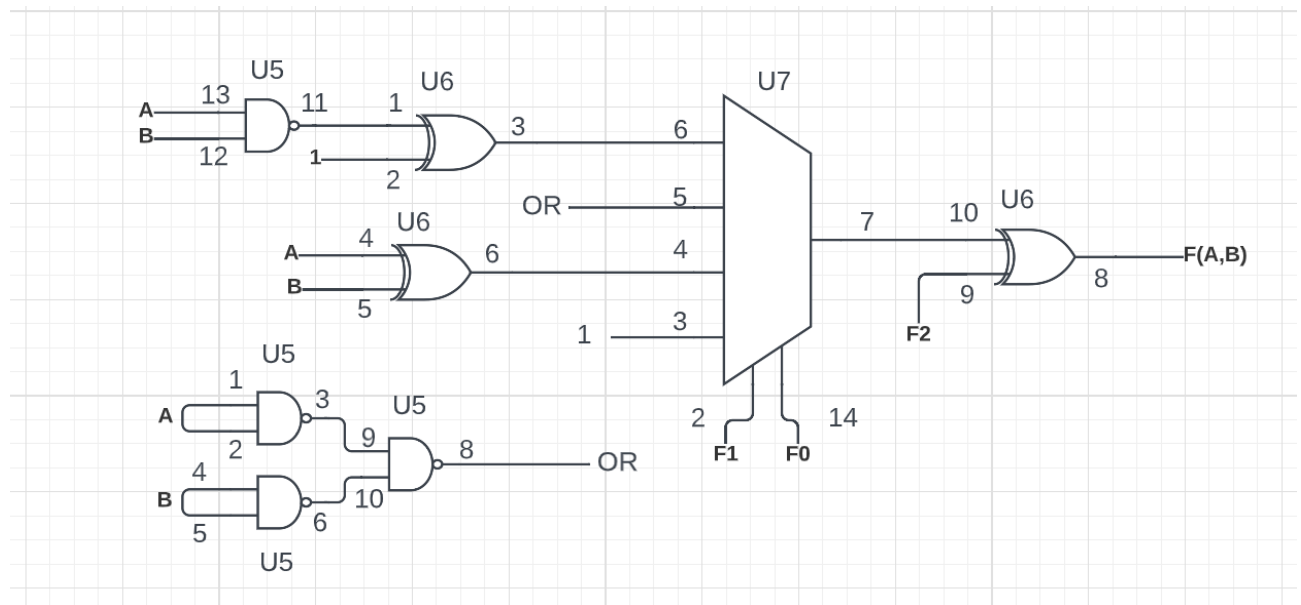 U5
U6
U7
A 13 11 1 3 6
B 12
1 2
OR 5
U6
A 4 6 4
B 5
7 10 U6
9 8 F(A,B)
F2
1 3
U5
A 1 3
2
U5
9 8 OR
B 4 10
5 6
U5
2 14
F1 F0